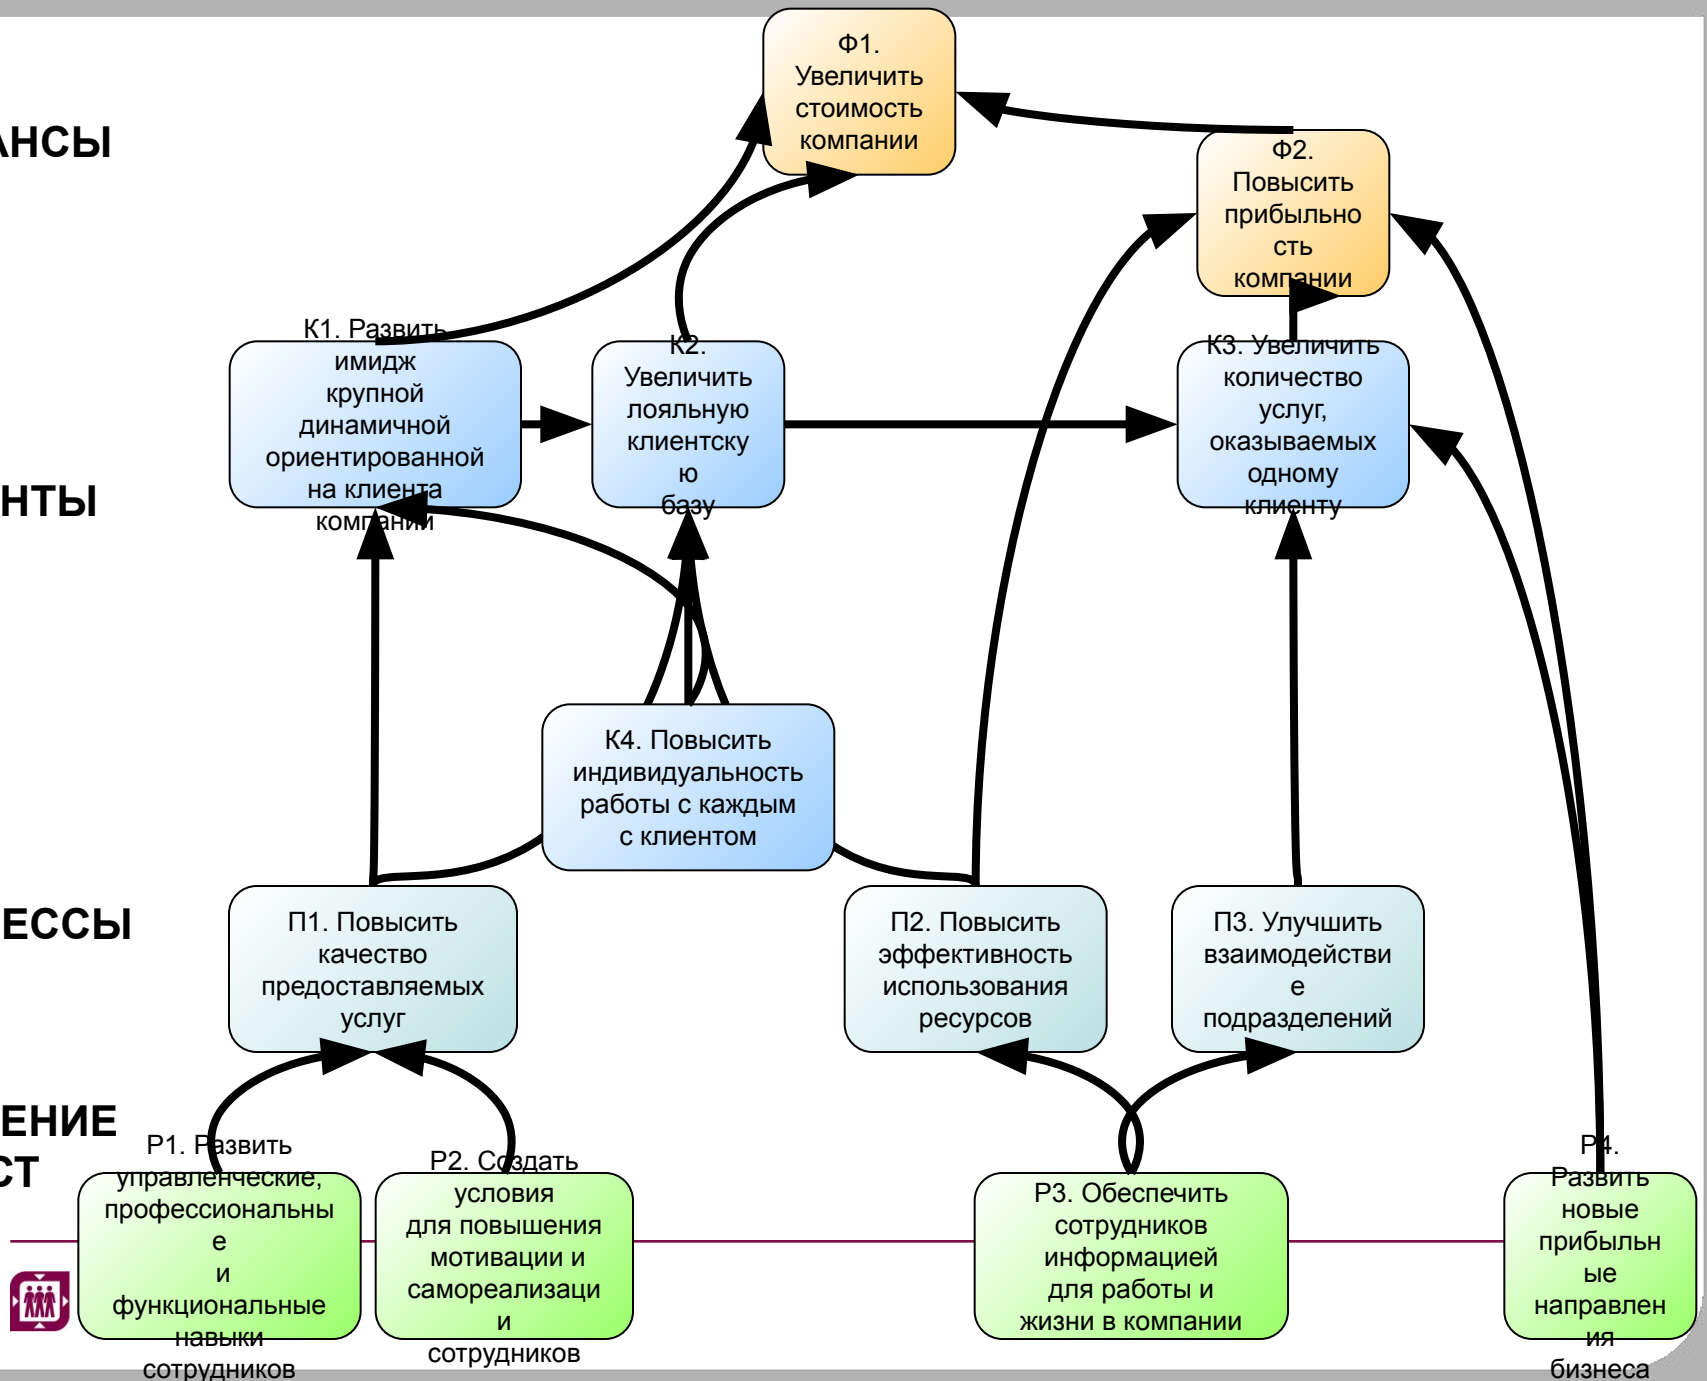 Ф1.
Увеличить
стоимость
компании
АНСЫ
Ф2.
Повысить
прибыльно
сть
компании
К1. Развить
имидж
крупной
динамичной
ориентированной
на клиента
компании
К2.
Увеличить
лояльную
клиентску
ю
базу
К3. Увеличить
количество
услуг,
оказываемых
одному
клиенту
ЕНТЫ
К4. Повысить
индивидуальность
работы с каждым
с клиентом
ЕССЫ
П1. Повысить
качество
предоставляемых
услуг
П2. Повысить
эффективность
использования
ресурсов
П3. Улучшить
взаимодействи
е
подразделений
ЕНИЕ
СТ
Р1. Развить
управленческие,
профессиональны
е
и
функциональные
навыки
сотрудников
Р2. Создать
условия
для повышения
мотивации и
самореализаци
и
сотрудников
Р3. Обеспечить
сотрудников
информацией
для работы и
жизни в компании
Р4.
Развить
новые
прибыльн
ые
направлен
ия
бизнеса